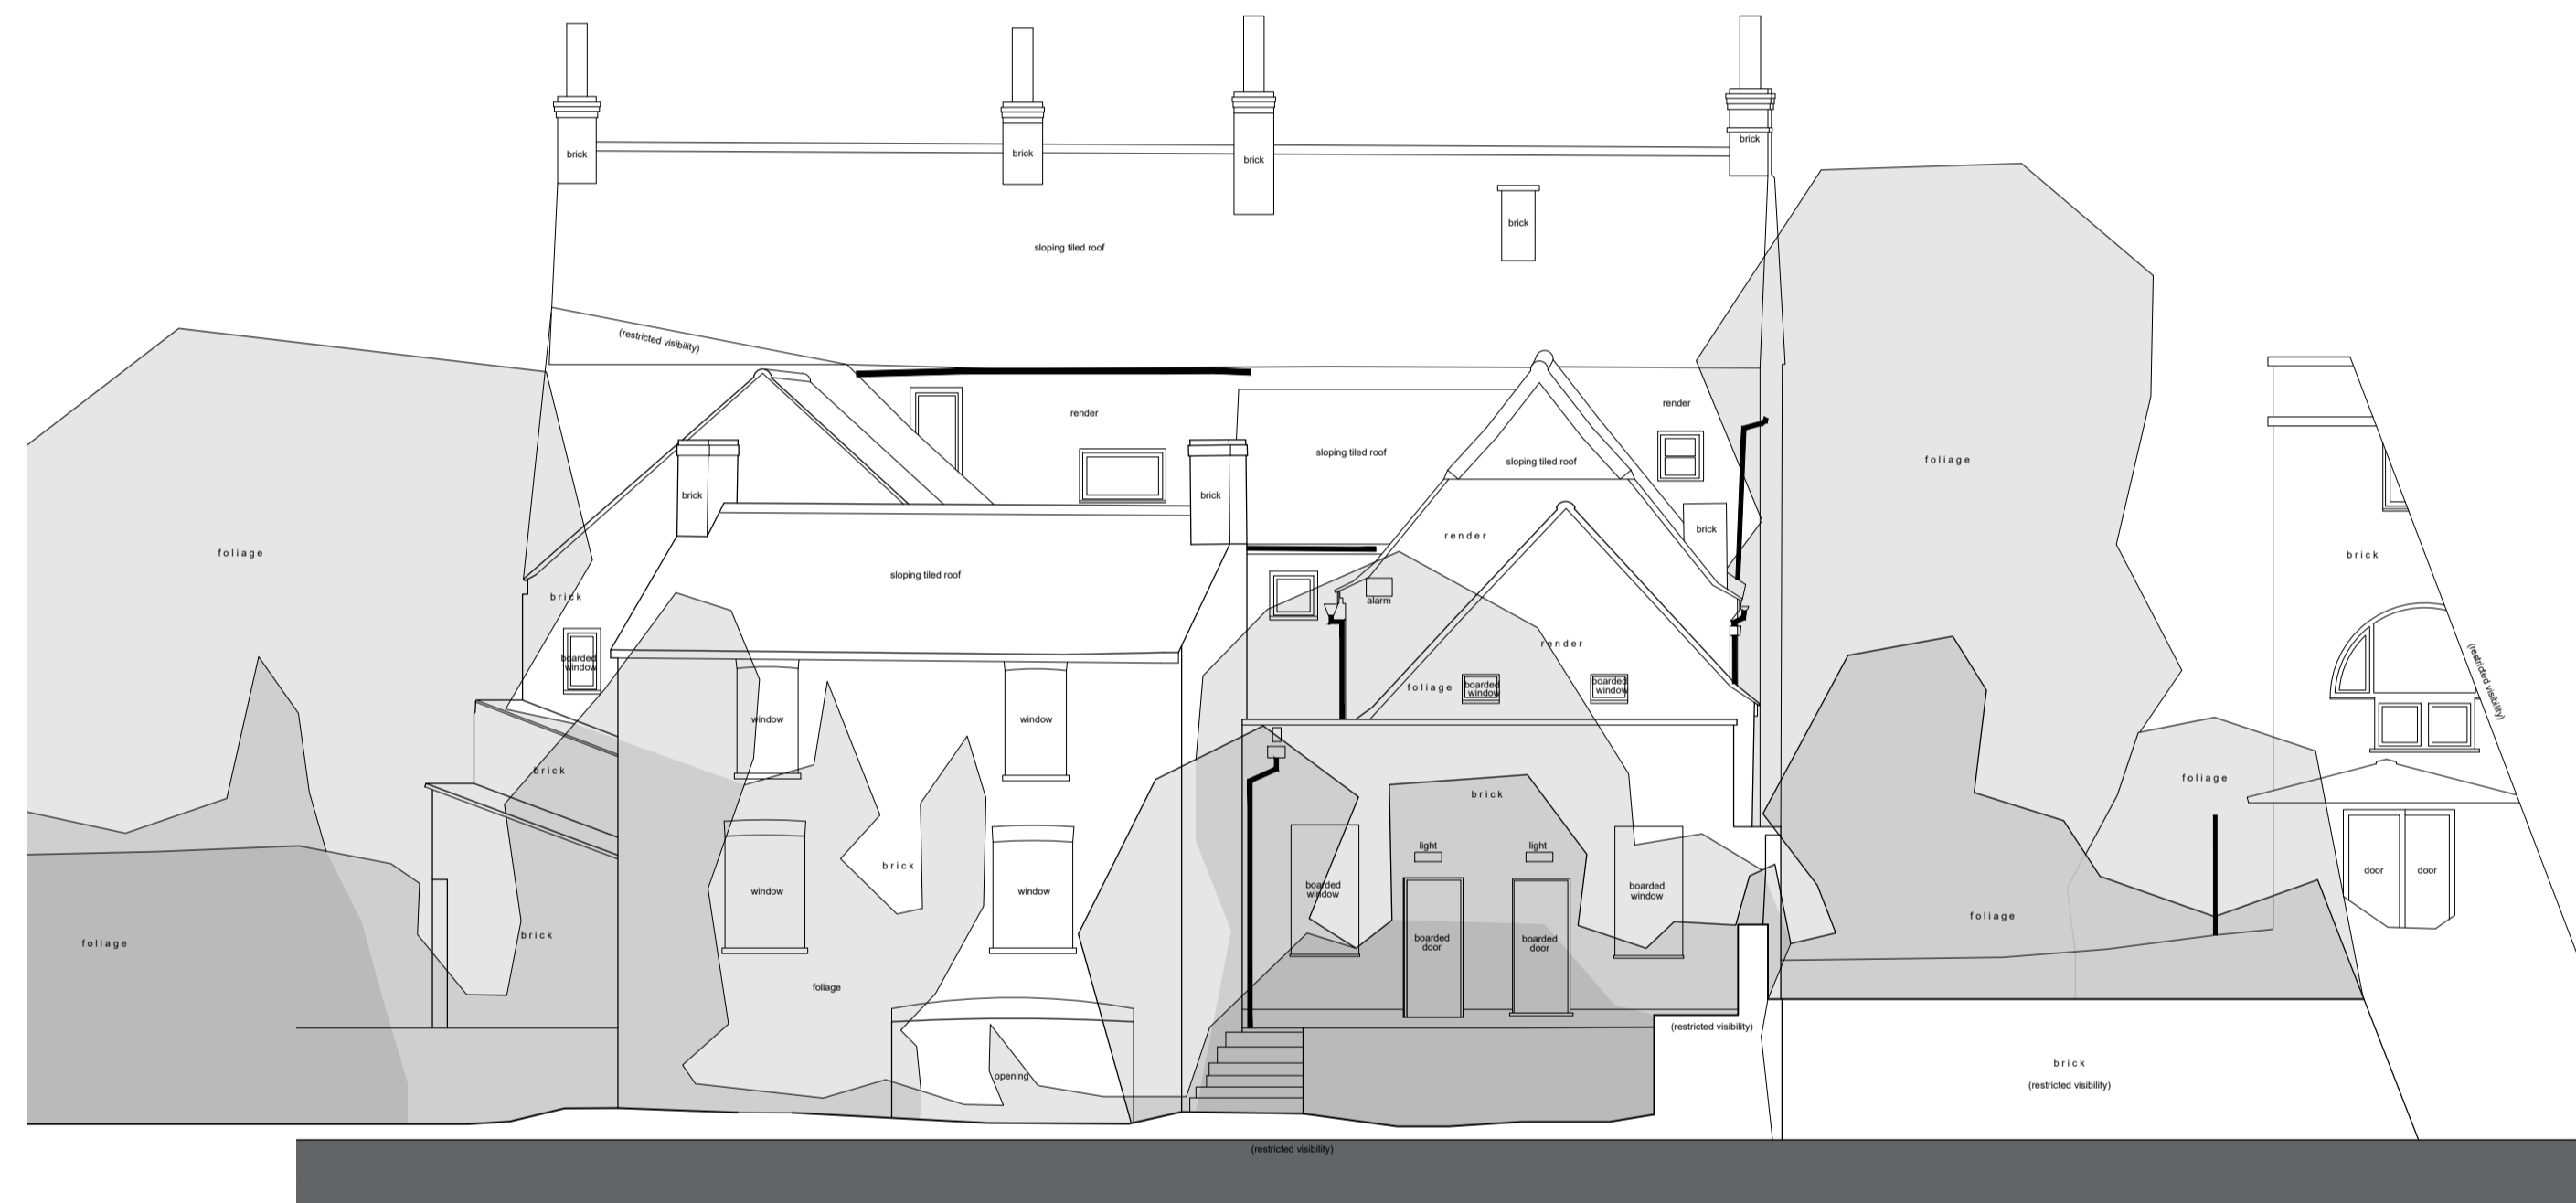 brick
brick
brick
brick
brick
sloping tiled roof
(restricted visibility)
render
render
sloping tiled roof
sloping tiled roof
foliage
brick
brick
brick
render
foliage
brick
sloping tiled roof
brick
alarm
render
boarded
window
(restricted visibility)
foliage
boarded
window
boarded
window
window
window
brick
foliage
brick
light
light
brick
door
door
window
window
boarded
window
boarded
window
foliage
brick
foliage
boarded
door
boarded
door
foliage
(restricted visibility)
opening
brick
(restricted visibility)
(restricted visibility)